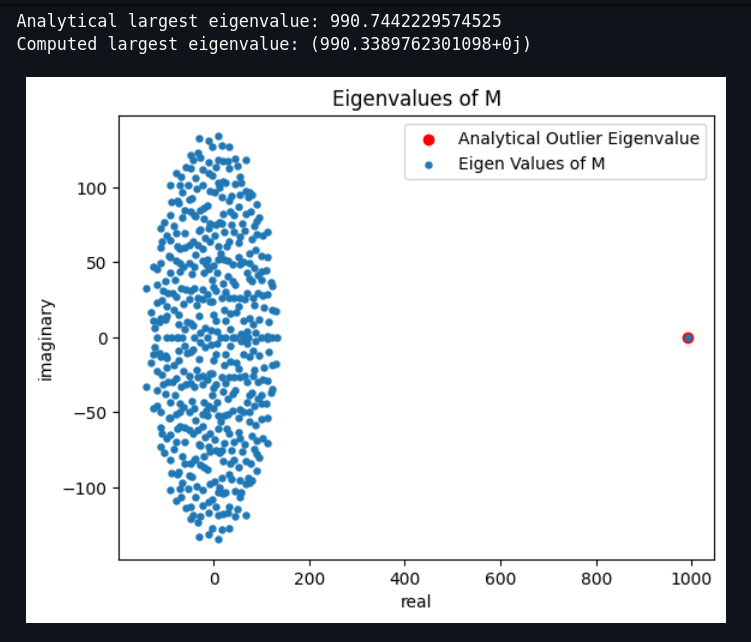 Analytical largest eigenvalue: 990.7442229574525
Computed largest eigenvalue: (990.3389762301098+0j)
Eigenvalues of M
Analytical Outlier Eigenvalue
Eigen Values of M
imaginary
100
50
0
−50
−100
0 200 400 600 800 1000
real